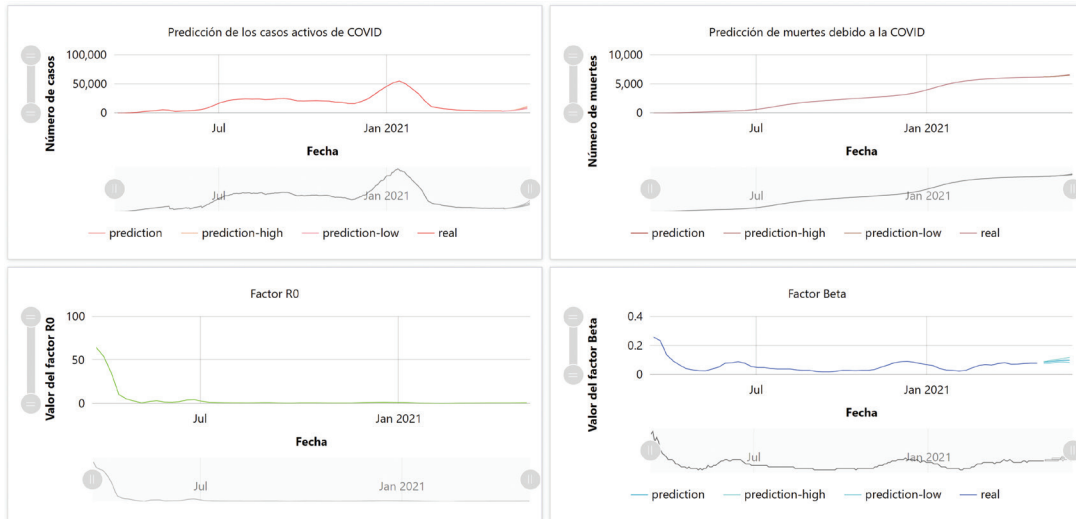 Predicción de los casos activos de COVID
Número de casos
100,000
50,000
0
Jul
Jan 2021
Fecha
Jul
Jan 2021
prediction
prediction-high
prediction-low
real
Predicción de muertes debido a la COVID
Número de muertes
10,000
5,000
0
Jul
Jan 2021
Fecha
Jul
Jan 2021
prediction
prediction-high
prediction-low
real
Factor R0
Valor del factor R0
100
50
0
Jul
Jan 2021
Fecha
Jul
Jan 2021
Factor Beta
Valor del factor Beta
0.4
0.2
0
Jul
Jan 2021
Fecha
Jul
Jan 2021
prediction
prediction-high
prediction-low
real